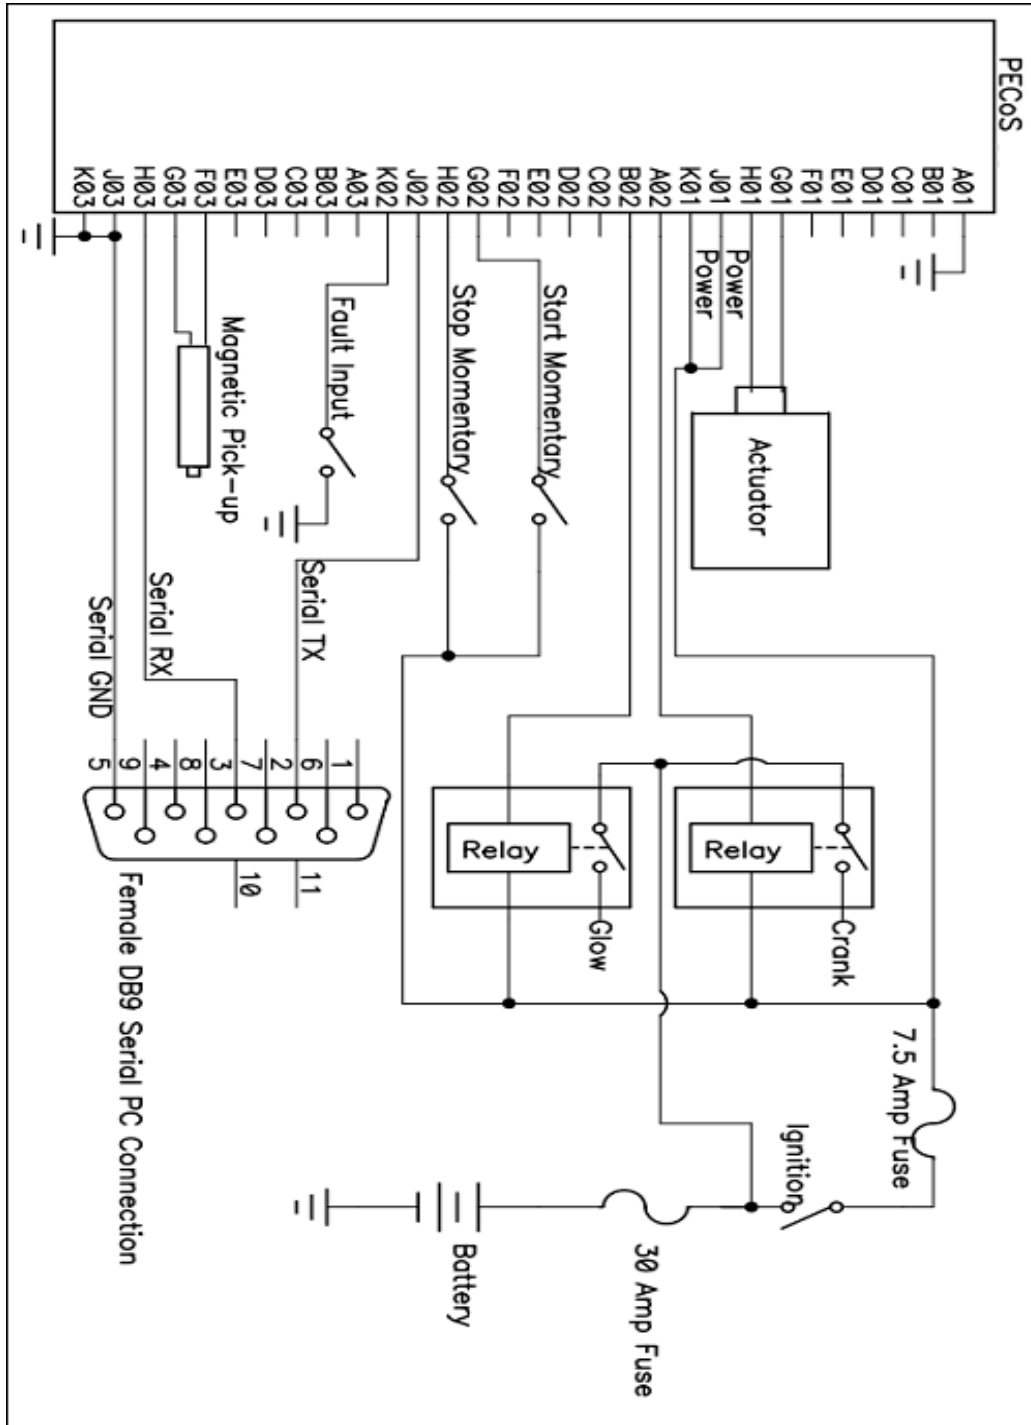 PECoS
A01
B01
C01
D01
E01
F01
G01
H01
J01
K01
A02
B02
C02
D02
E02
F02
G02
H02
J02
K02
A03
B03
C03
D03
E03
F03
G03
H03
J03
K03
Power
Power
Actuator
Start Momentary
Stop Momentary
Fault Input
Magnetic Pick-up
Serial TX
Serial RX
Serial GND
1
6
2
7
3
8
4
9
5
11
10
Female DB9 Serial PC Connection
Relay
Crank
Relay
Glow
7.5 Amp Fuse
Ignition
30 Amp Fuse
Battery